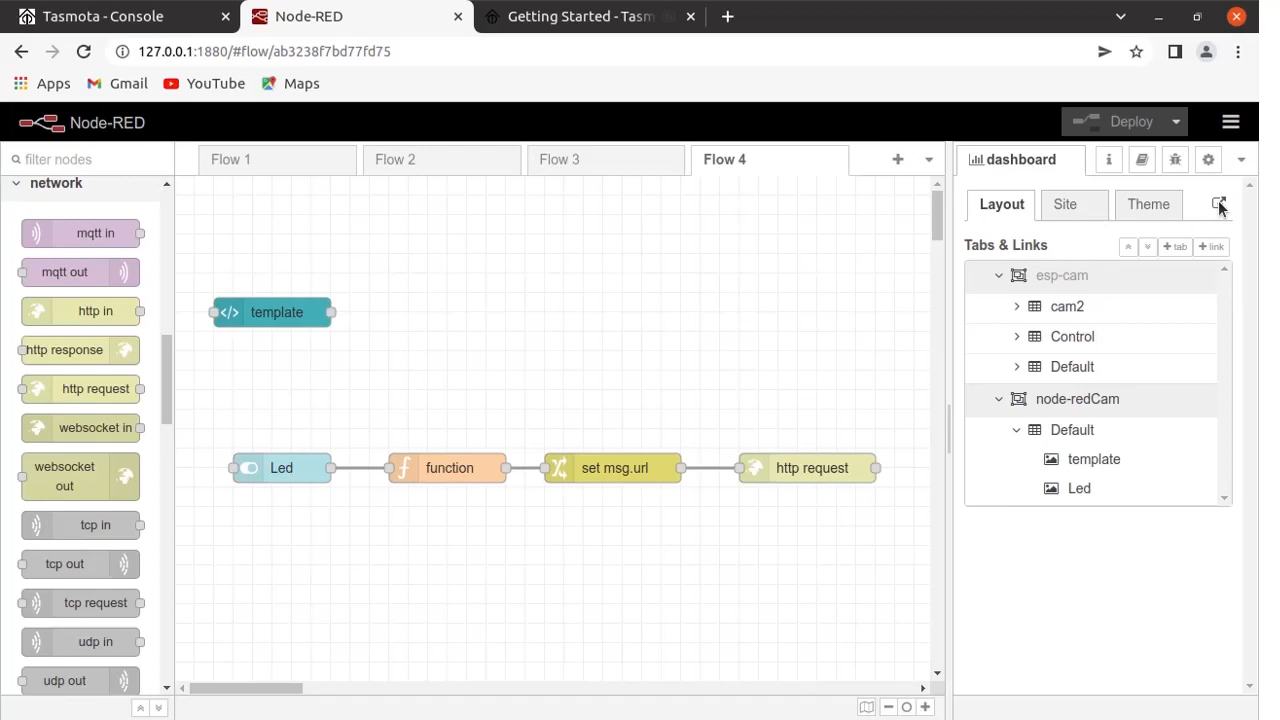 Tasmota - Console
Node-RED
Getting Started - Tasm
127.0.0.1:1880/#flow/ab3238f7bd77fd75
Apps
Gmail
YouTube
Maps
Node-RED
Deploy
filter nodes
Flow 1
Flow 2
Flow 3
Flow 4
dashboard
network
mqtt in
mqtt out
http in
http response
http request
websocket in
websocket
out
tcp in
tcp out
tcp request
udp in
udp out
template
Led
function
set msg.url
http request
Layout
Site
Theme
Tabs & Links
tab
link
esp-cam
cam2
Control
Default
node-redCam
Default
template
Led